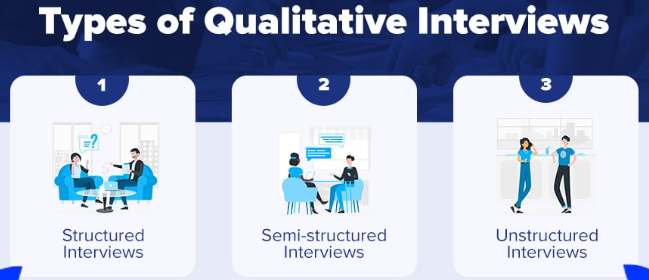 Types of Qualitative Interviews
1
2
3
?
Structured
Interviews
Semi-structured
Interviews
Unstructured
Interviews